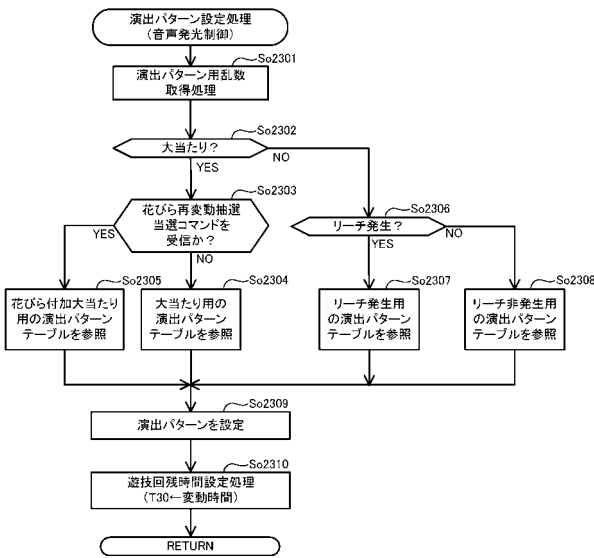 演出パターン設定処理
(音声発光制御)
So2301
演出パターン用乱数
取得処理
So2302
大当たり？
YES
NO
So2303
花びら再変動抽選
当選コマンドを
受信か？
YES
NO
So2306
リーチ発生？
YES
NO
So2305
花びら付加大当たり
用の演出パターン
テーブルを参照
So2304
大当たり用の
演出パターン
テーブルを参照
So2307
リーチ発生用
の演出パターン
テーブルを参照
So2308
リーチ非発生用
の演出パターン
テーブルを参照
So2309
演出パターンを設定
So2310
遊技回残時間設定処理
(T30←変動時間)
RETURN